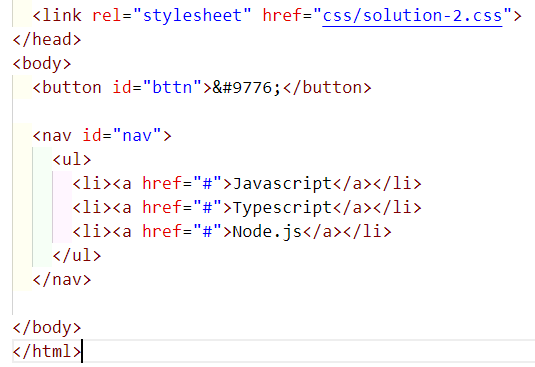 <link rel="stylesheet" href="css/solution-2.css">
</head>
<body>
<button id="bttn">&#9776;</button>
<nav id="nav">
<ul>
<li><a href="#">Javascript</a></li>
<li><a href="#">Typescript</a></li>
<li><a href="#">Node.js</a></li>
</ul>
</nav>
</body>
</html>